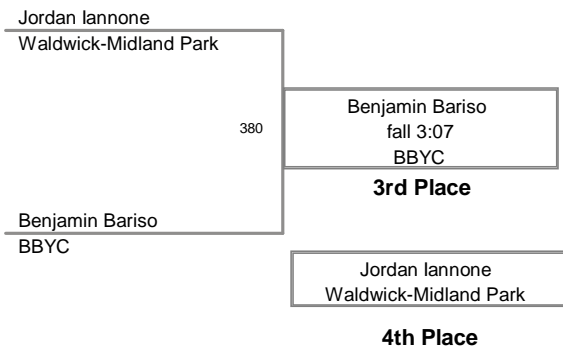 Jordan Iannone
Waldwick-Midland Park
380
Benjamin Bariso
fall 3:07
BBYC
3rd Place
Benjamin Bariso
BBYC
Jordan Iannone
Waldwick-Midland Park
4th Place